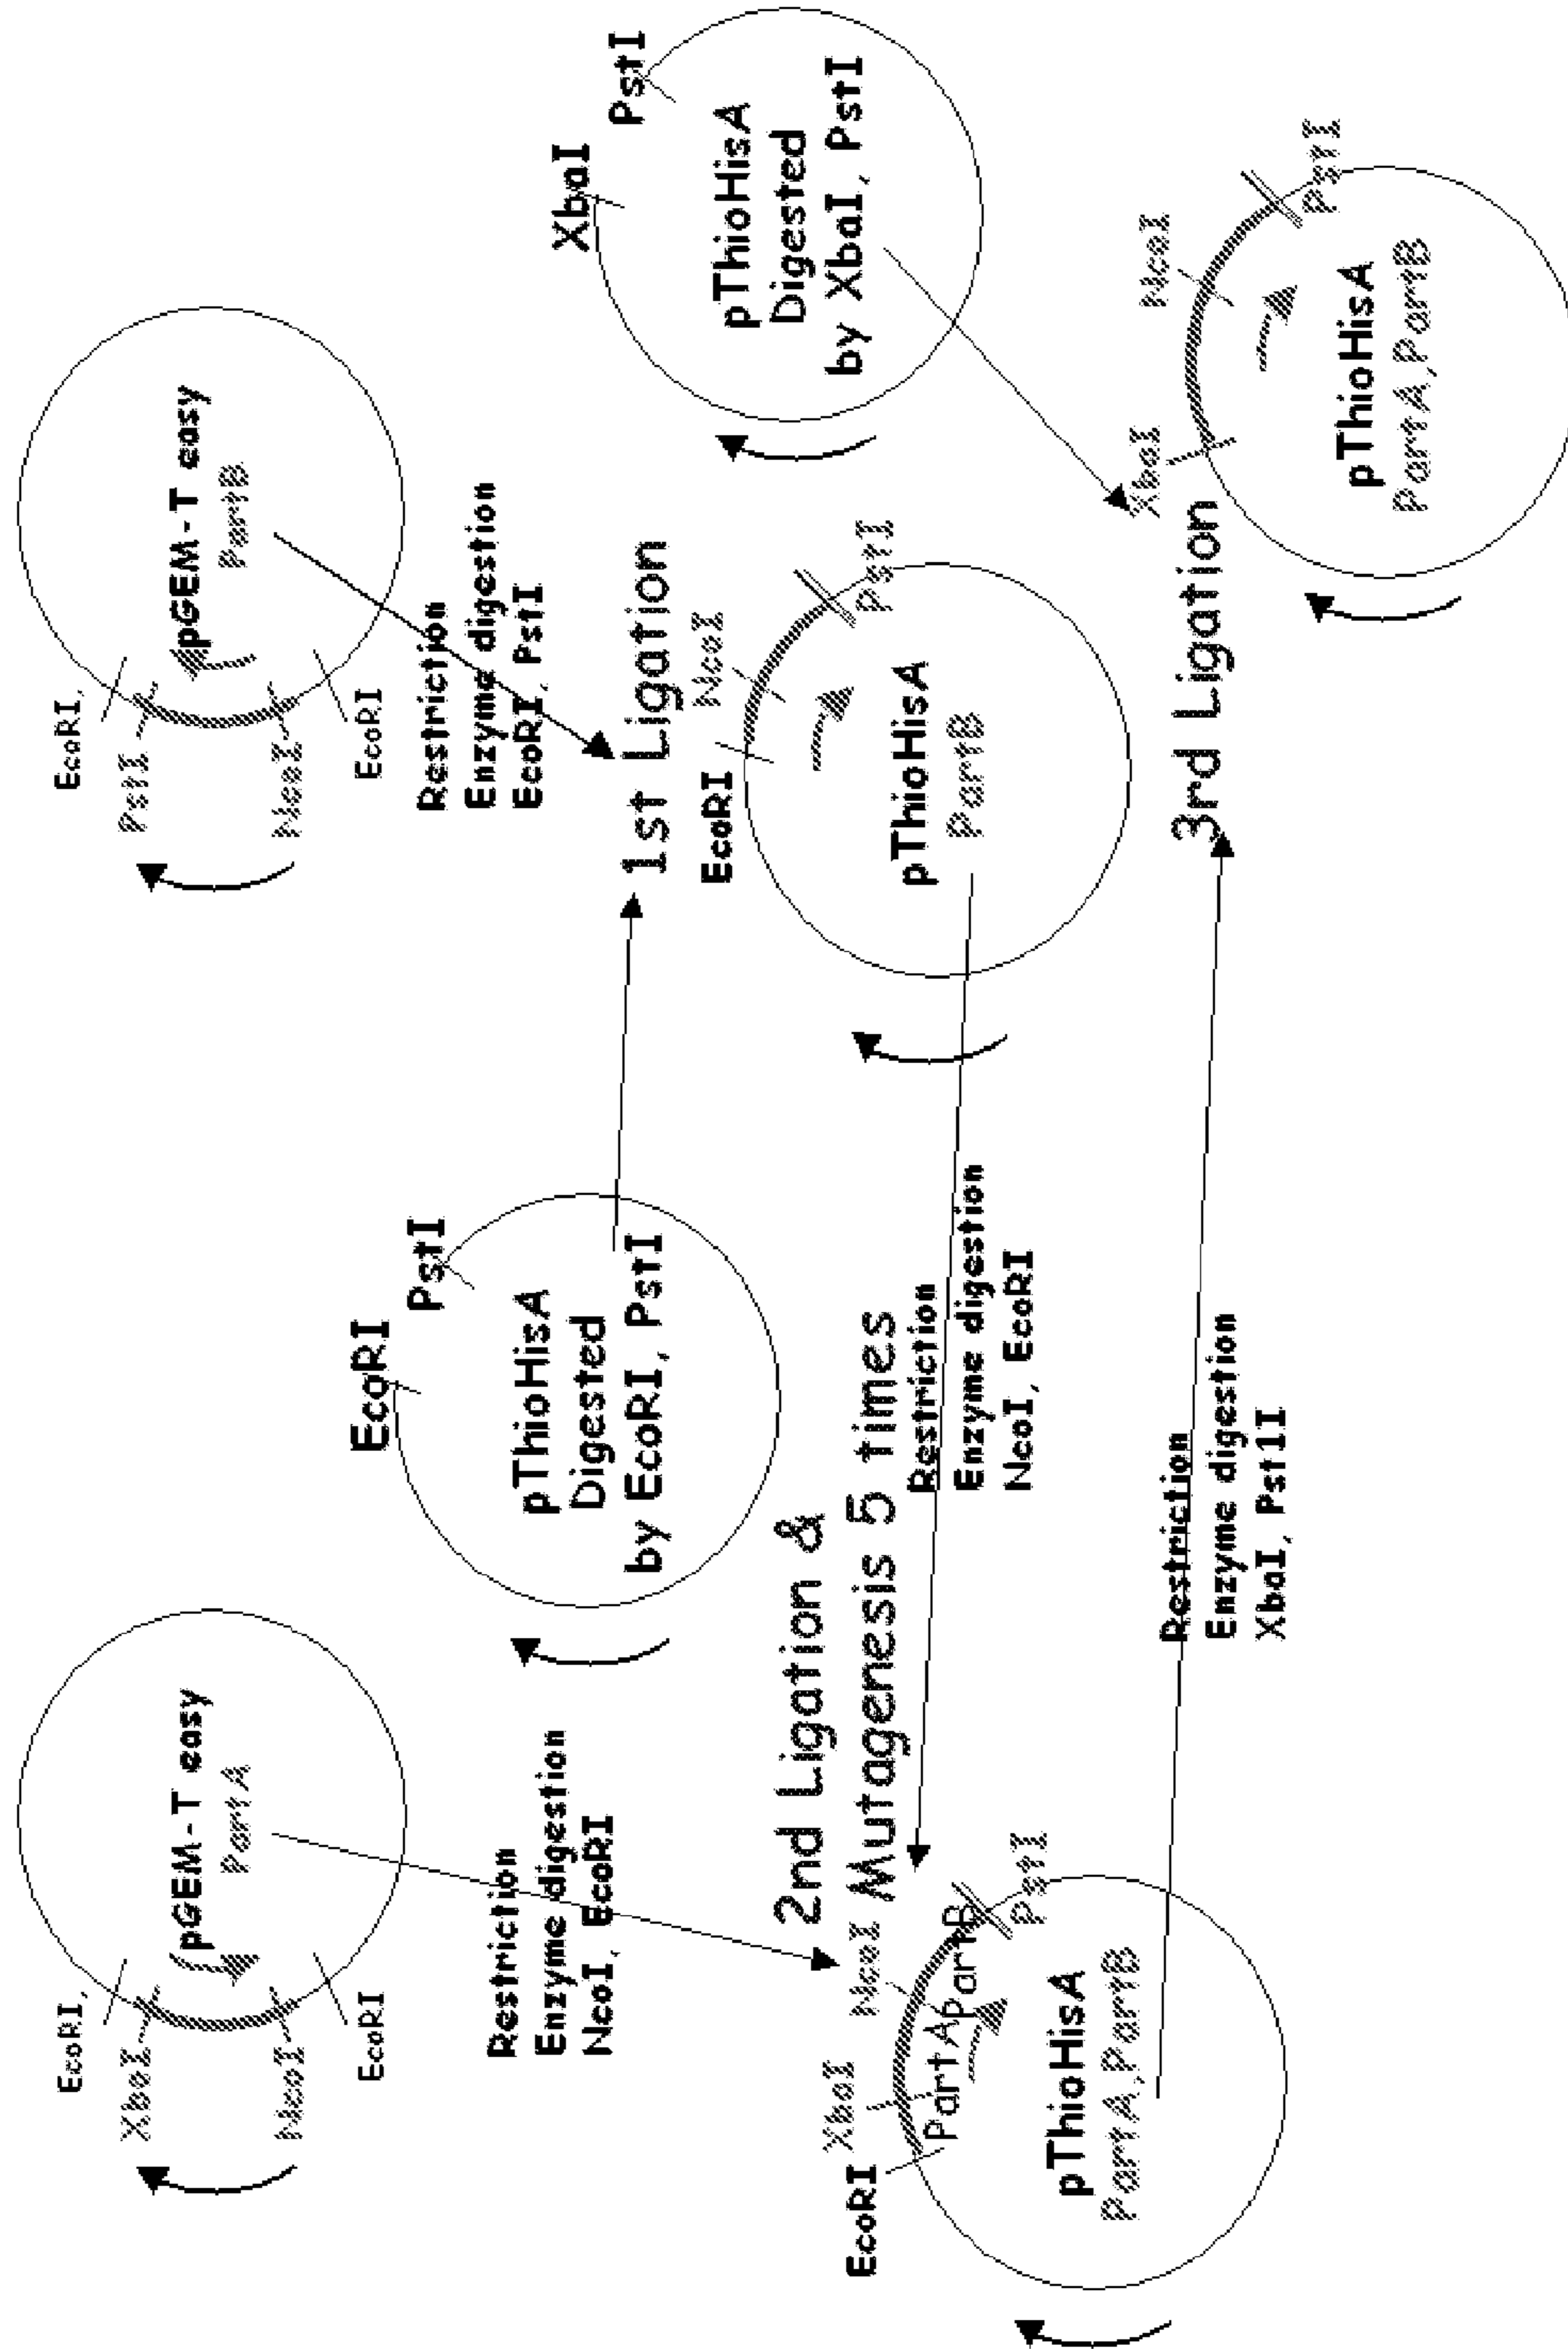 EcoRI,
XbaI
NcoI
EcoRI
pGEM-T easy
PartA
Restriction
Enzyme digestion
NcoI, EcoRI
EcoRI
PstI
pThioHisA
Digested
by EcoRI, PstI
EcoRI,
PstI
NcoI
EcoRI
pGEM-T easy
PartB
Restriction
Enzyme digestion
EcoRI, PstI
1st Ligation
EcoRI
NcoI
PstI
pThioHisA
PartB
XbaI
PstI
pThioHisA
Digested
by XbaI, PstI
2nd Ligation &
Mutagenesis 5 times
Restriction
Enzyme digestion
NcoI, EcoRI
EcoRI
XbaI
NcoI
PstI
PartA PartB
pThioHisA
PartA,PartB
Restriction
Enzyme digestion
XbaI, Pst1I
3rd Ligation
XbaI
NcoI
PstI
pThioHisA
PartA,PartB